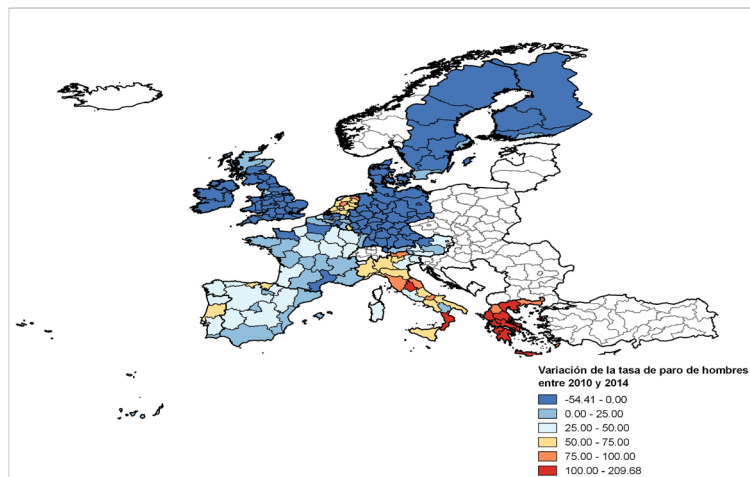 Variación de la tasa de paro de hombres
entre 2010 y 2014
-54.41 - 0.00
0.00 - 25.00
25.00 - 50.00
50.00 - 75.00
75.00 - 100.00
100.00 - 209.68